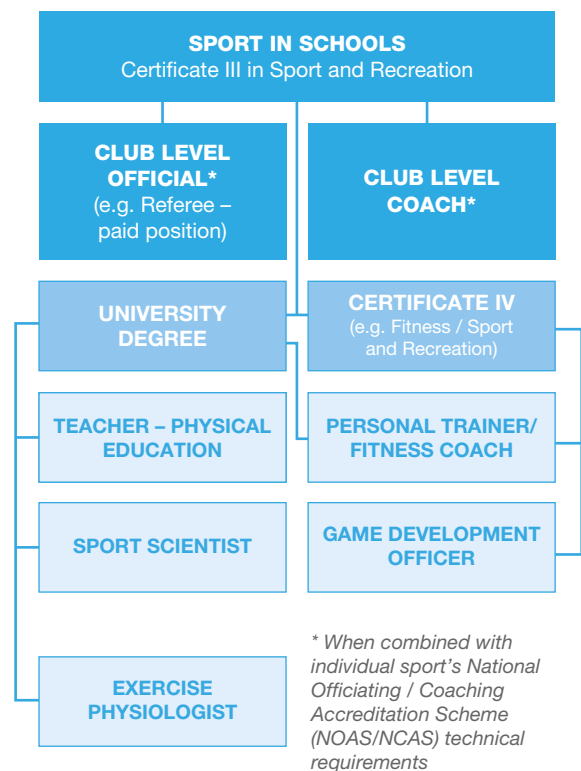 SPORT IN SCHOOLS
Certificate III in Sport and Recreation
CLUB LEVEL
OFFICIAL*
(e.g. Referee –
paid position)
CLUB LEVEL
COACH*
UNIVERSITY
DEGREE
CERTIFICATE IV
(e.g. Fitness / Sport
and Recreation)
TEACHER – PHYSICAL
EDUCATION
PERSONAL TRAINER/
FITNESS COACH
SPORT SCIENTIST
GAME DEVELOPMENT
OFFICER
EXERCISE
PHYSIOLOGIST
* When combined with
individual sport's National
Officiating / Coaching
Accreditation Scheme
(NOAS/NCAS) technical
requirements